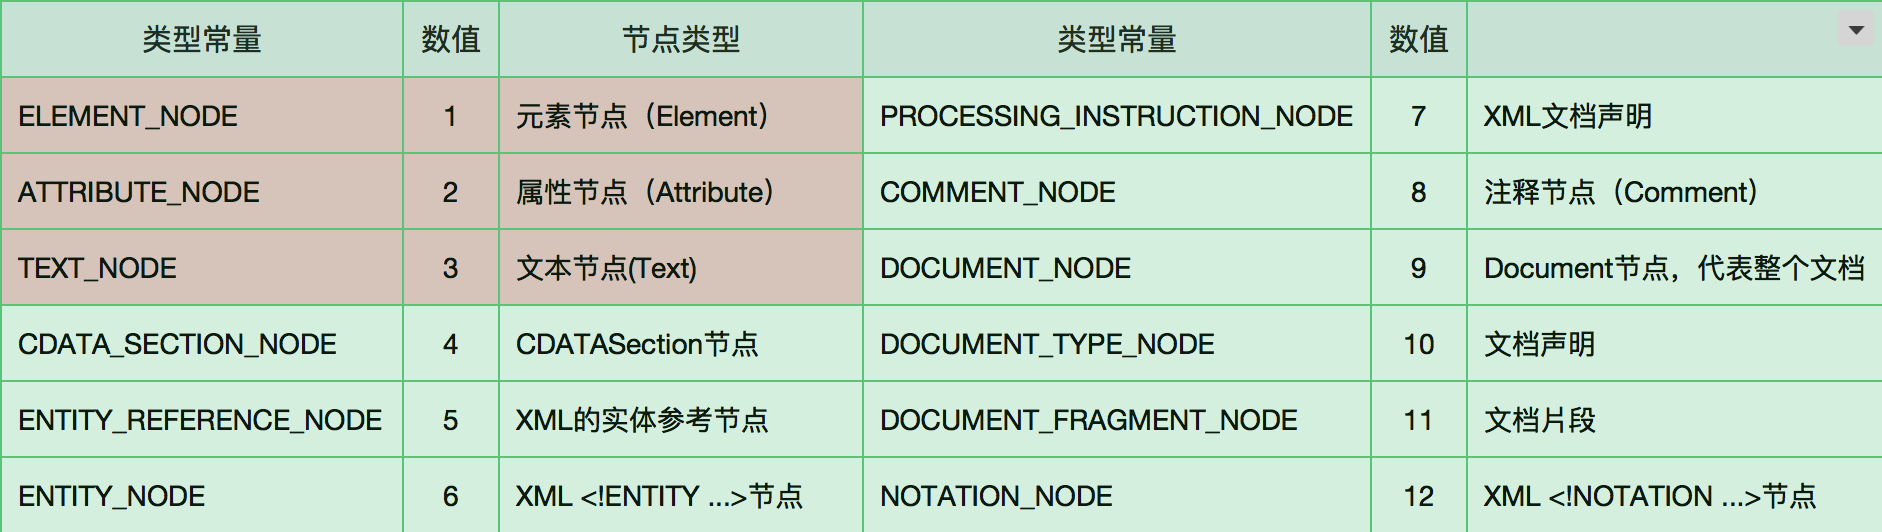 类型常量 数值 节点类型 类型常量 数值
ELEMENT_NODE 1 元素节点（Element） PROCESSING_INSTRUCTION_NODE 7 XML文档声明
ATTRIBUTE_NODE 2 属性节点（Attribute） COMMENT_NODE 8 注释节点（Comment）
TEXT_NODE 3 文本节点(Text) DOCUMENT_NODE 9 Document节点，代表整个文档
CDATA_SECTION_NODE 4 CDATASection节点 DOCUMENT_TYPE_NODE 10 文档声明
ENTITY_REFERENCE_NODE 5 XML的实体参考节点 DOCUMENT_FRAGMENT_NODE 11 文档片段
ENTITY_NODE 6 XML <!ENTITY ...>节点 NOTATION_NODE 12 XML <!NOTATION ...>节点